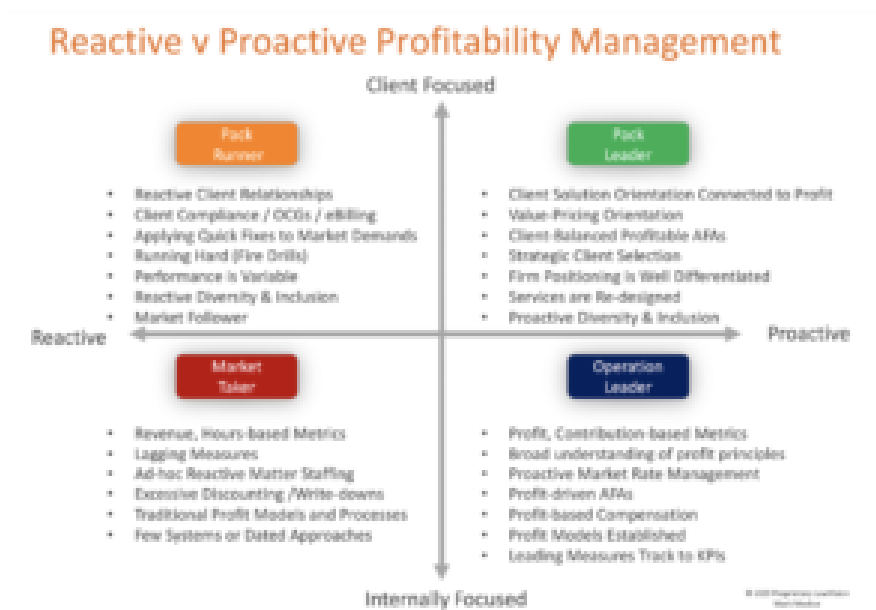 Reactive v Proactive Profitability Management
Client Focused
Pack
Runner
• Reactive Client Relationships
• Client Compliance / OCGs / eBilling
• Applying Quick Fixes to Market Demands
• Running Hard (Fire Drills)
• Performance is Variable
• Reactive Diversity & Inclusion
• Market Follower
Pack
Leader
• Client Solution Orientation Connected to Profit
• Value-Pricing Orientation
• Client-Balanced Profitable AFAs
• Strategic Client Selection
• Firm Positioning is Well Differentiated
• Services are Re-designed
• Proactive Diversity & Inclusion
Reactive
Proactive
Market
Taker
• Revenue, Hours-based Metrics
• Lagging Measures
• Ad-hoc Reactive Matter Staffing
• Excessive Discounting /Write-downs
• Traditional Profit Models and Processes
• Few Systems or Dated Approaches
Operation
Leader
• Profit, Contribution-based Metrics
• Broad understanding of profit principles
• Proactive Market Rate Management
• Profit-driven AFAs
• Profit-based Compensation
• Profit Models Established
• Leading Measures Track to KPIs
Internally Focused